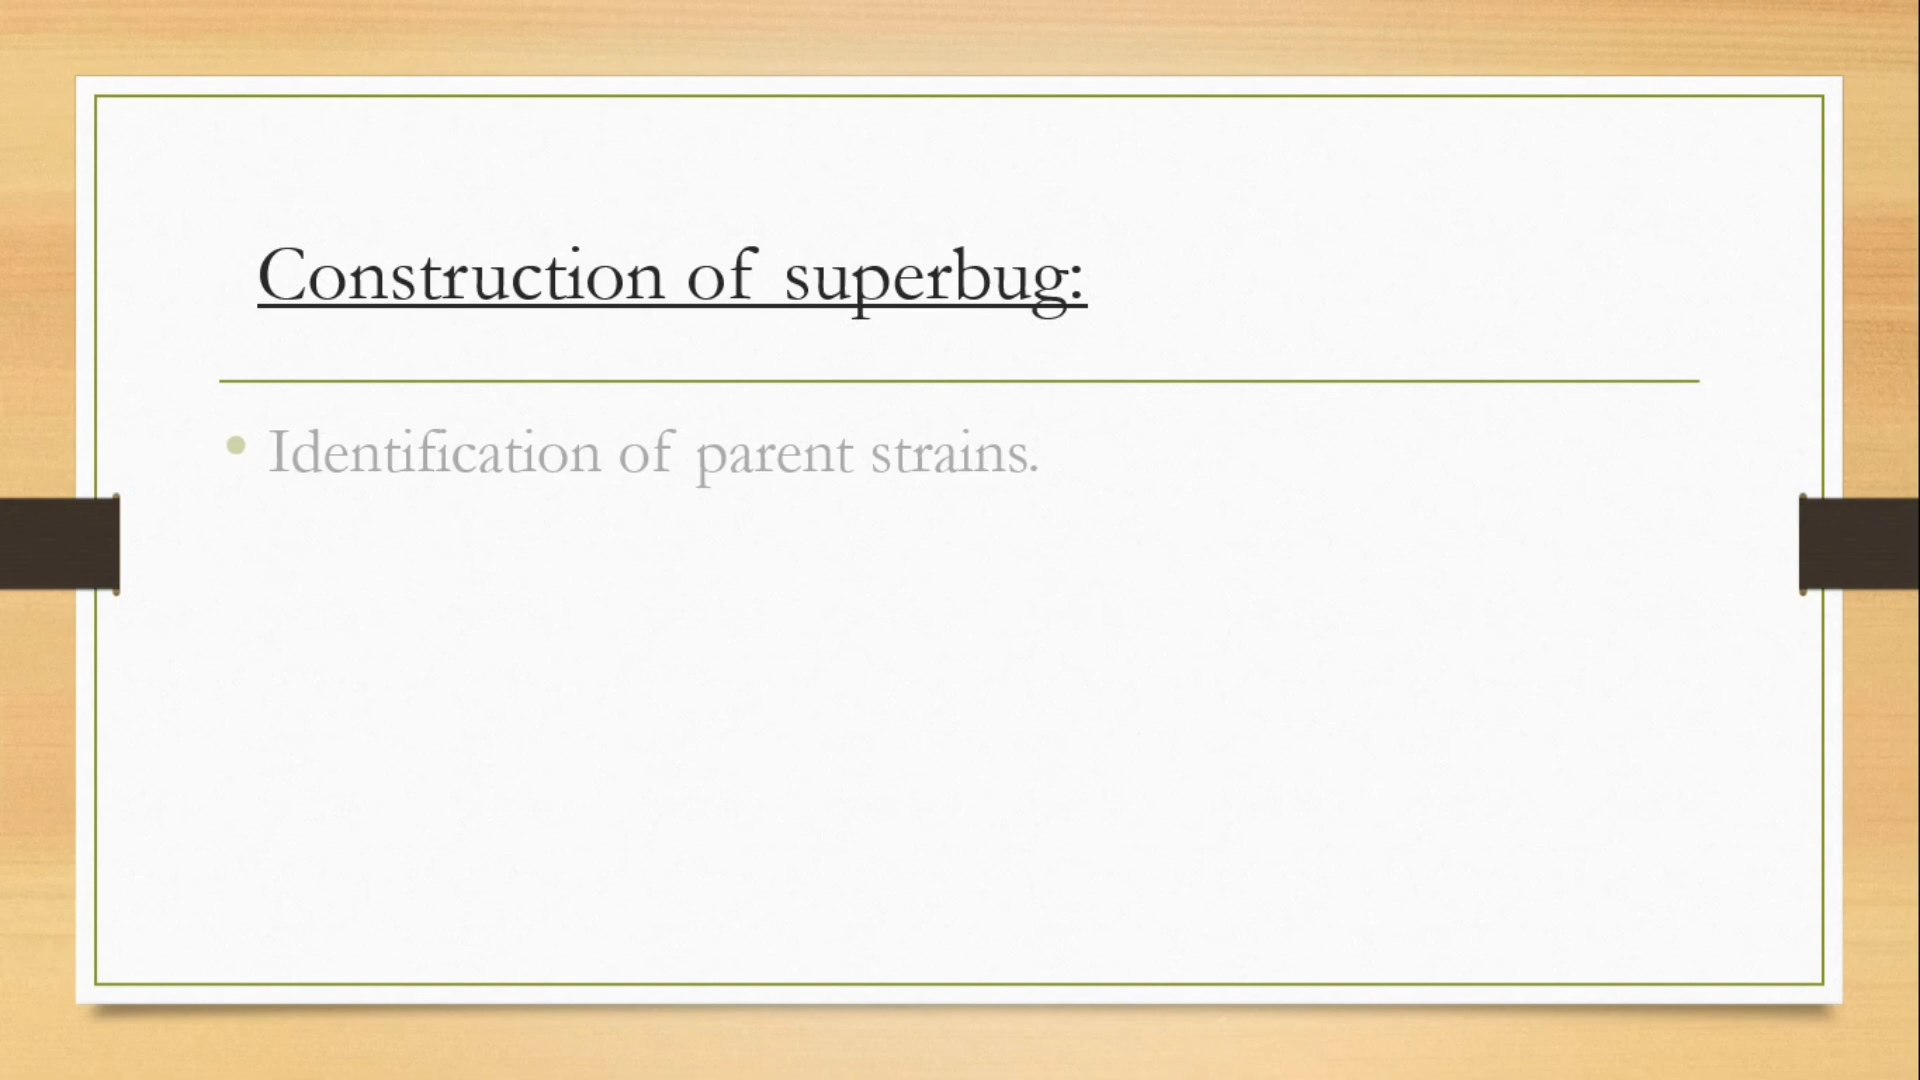 Construction of superbug:
• Identification of parent strains.